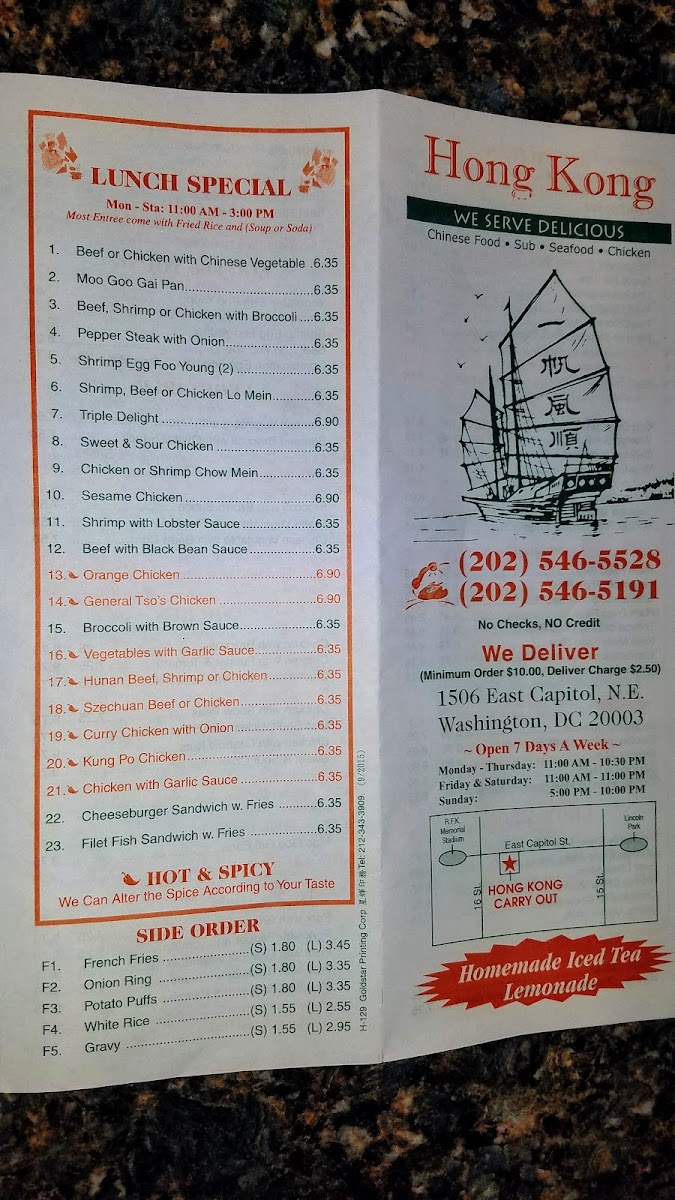 LUNCH SPECIAL
Mon - Sta: 11:00 AM - 3:00 PM
Most Entree come with Fried Rice and (Soup or Soda)
1. Beef or Chicken with Chinese Vegetable .6.35
2. Moo Goo Gai Pan...................................6.35
3. Beef, Shrimp or Chicken with Broccoli ....6.35
4. Pepper Steak with Onion........................6.35
5. Shrimp Egg Foo Young (2) .....................6.35
6. Shrimp, Beef or Chicken Lo Mein...........6.35
7. Triple Delight .........................................6.90
8. Sweet & Sour Chicken ...........................6.35
9. Chicken or Shrimp Chow Mein...............6.35
10. Sesame Chicken ...................................6.90
11. Shrimp with Lobster Sauce ....................6.35
12. Beef with Black Bean Sauce..................6.35
13. Orange Chicken ....................................6.90
14. General Tso's Chicken ..........................6.90
15. Broccoli with Brown Sauce.....................6.35
16. Vegetables with Garlic Sauce.................6.35
17. Hunan Beef, Shrimp or Chicken.............6.35
18. Szechuan Beef or Chicken.....................6.35
19. Curry Chicken with Onion ......................6.35
20. Kung Po Chicken...................................6.35
21. Chicken with Garlic Sauce .....................6.35
22. Cheeseburger Sandwich w. Fries ..........6.35
23. Filet Fish Sandwich w. Fries ..................6.35
HOT & SPICY
We Can Alter the Spice According to Your Taste
SIDE ORDER
F1. French Fries ........................(S) 1.80 (L) 3.45
F2. Onion Ring .........................(S) 1.80 (L) 3.35
F3. Potato Puffs ........................(S) 1.80 (L) 3.35
F4. White Rice ..........................(S) 1.55 (L) 2.55
F5. Gravy ..................................(S) 1.55 (L) 2.95
H-129 Goldstar Printing Corp 星輝印務 Tel: 212-343-3909 (9/2015)
Hong Kong
WE SERVE DELICIOUS
Chinese Food • Sub • Seafood • Chicken
一
帆
風
順
(202) 546-5528
(202) 546-5191
No Checks, NO Credit
We Deliver
(Minimum Order $10.00, Deliver Charge $2.50)
1506 East Capitol, N.E.
Washington, DC 20003
~ Open 7 Days A Week ~
Monday - Thursday: 11:00 AM - 10:30 PM
Friday & Saturday: 11:00 AM - 11:00 PM
Sunday: 5:00 PM - 10:00 PM
R.F.K.
Memorial
Stadium
Lincoln
Park
East Capitol St.
16 St.
15 St.
HONG KONG
CARRY OUT
Homemade Iced Tea
Lemonade